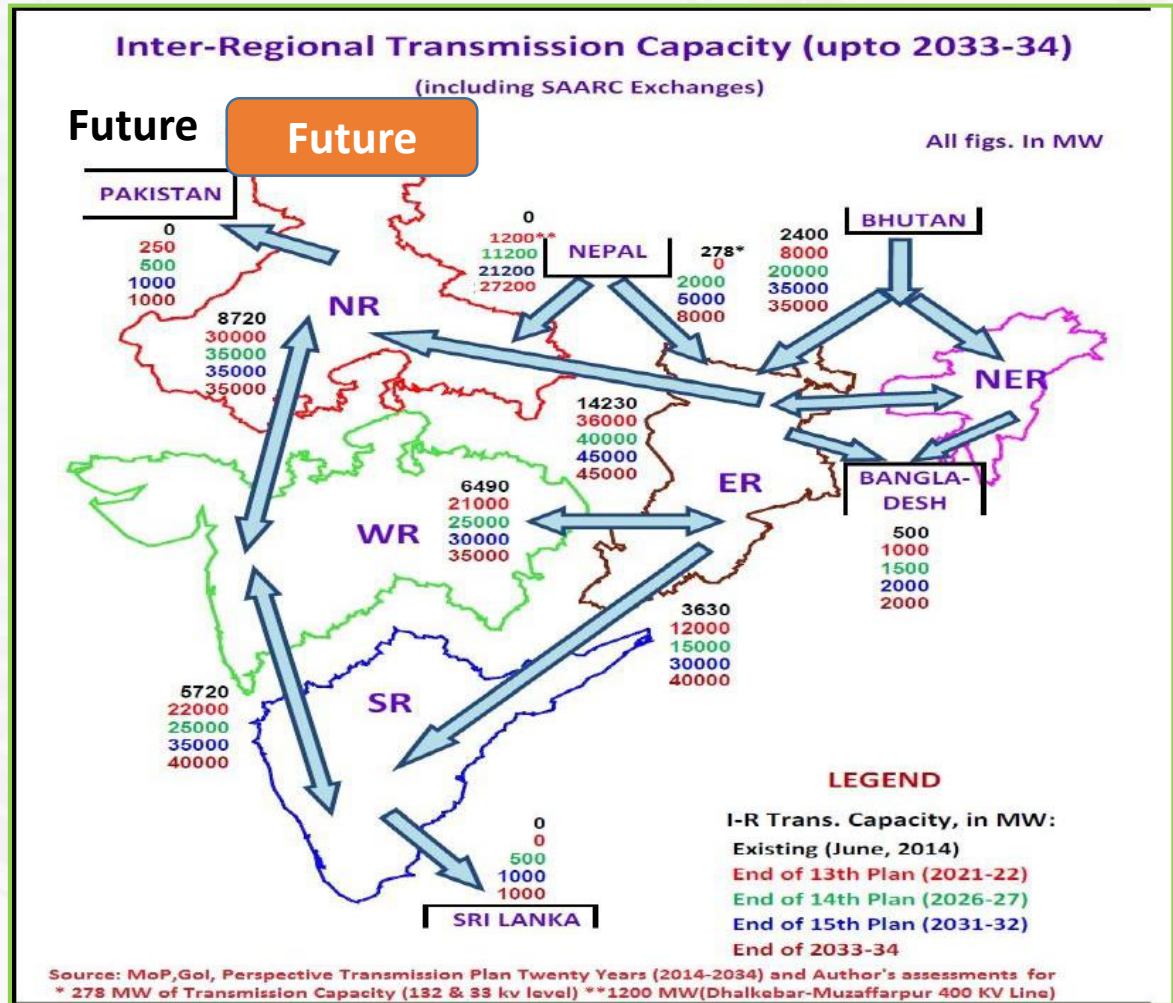 Inter-Regional Transmission Capacity (upto 2033-34)
(including SAARC Exchanges)
Future
Future
All figs. In MW
PAKISTAN
0
250
500
1000
1000
0
1200**
11200
21200
27200
NEPAL
278*
0
2000
5000
8000
2400
8000
20000
35000
35000
BHUTAN
NR
8720
30000
35000
35000
35000
NER
14230
36000
40000
45000
45000
ER
BANGLA-
DESH
500
1000
1500
2000
2000
6490
21000
25000
30000
35000
WR
3630
12000
15000
30000
40000
SR
5720
22000
25000
35000
40000
0
0
500
1000
1000
SRI LANKA
LEGEND
I-R Trans. Capacity, in MW:
Existing (June, 2014)
End of 13th Plan (2021-22)
End of 14th Plan (2026-27)
End of 15th Plan (2031-32)
End of 2033-34
Source: MoP,GoI, Perspective Transmission Plan Twenty Years (2014-2034) and Author's assessments for
* 278 MW of Transmission Capacity (132 & 33 kv level) **1200 MW(Dhalkebar-Muzaffarpur 400 KV Line)